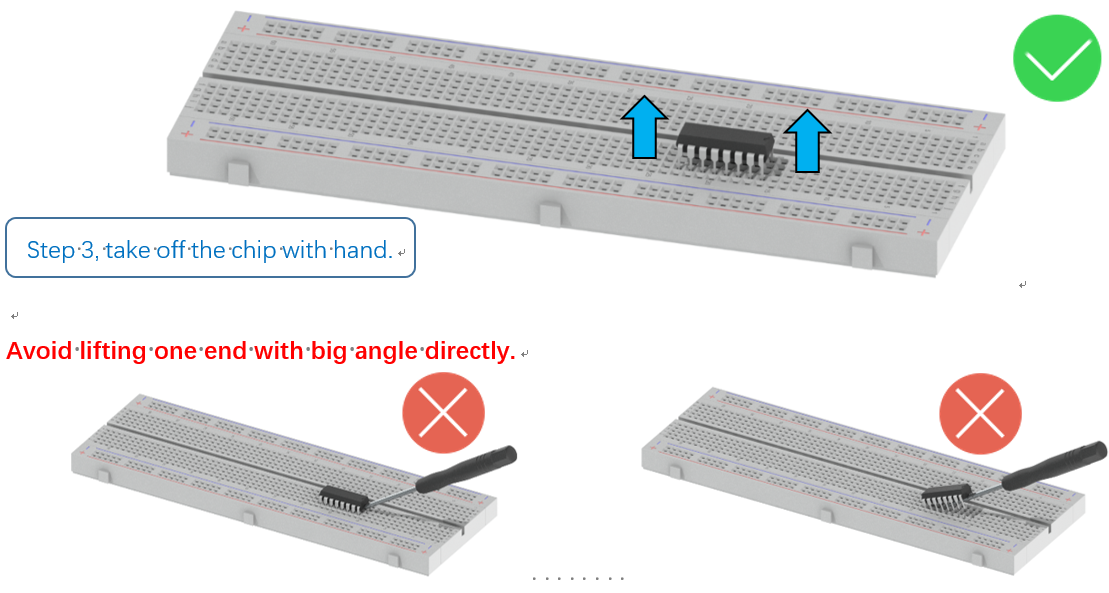 Step 3, take off the chip with hand.
Avoid lifting one end with big angle directly.